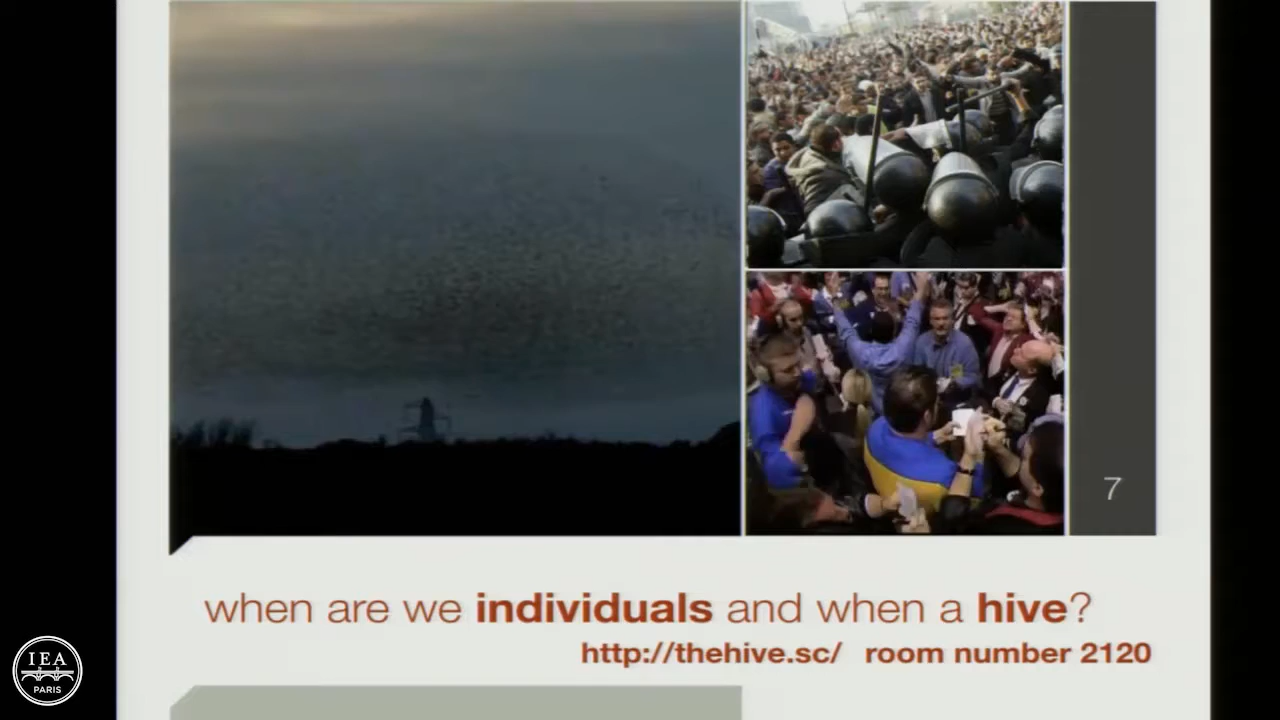 7
when are we individuals and when a hive?
http://thehive.sc/ room number 2120
IEA
PARIS